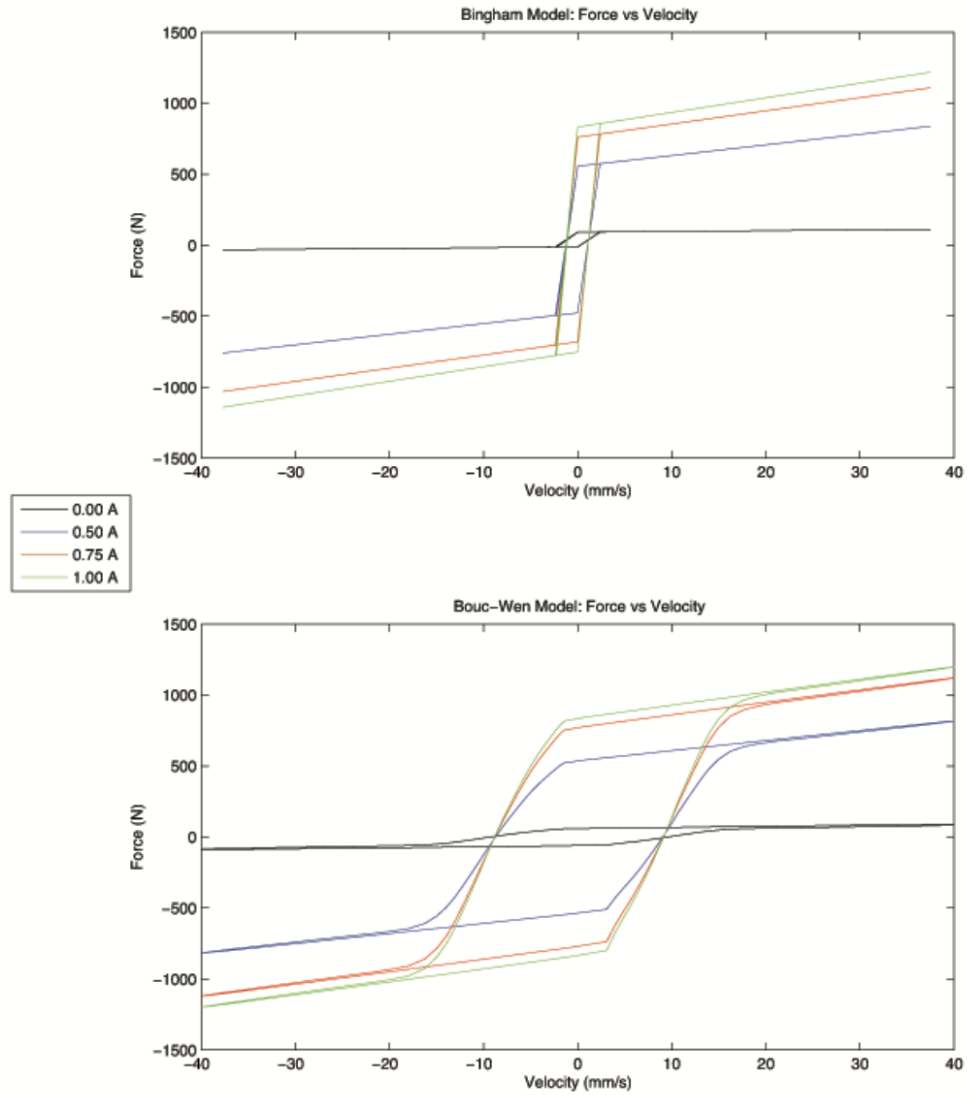 Bingham Model: Force vs Velocity
1500
1000
500
0
−500
−1000
−1500
Force (N)
−40 −30 −20 −10 0 10 20 30 40
Velocity (mm/s)
0.00 A
0.50 A
0.75 A
1.00 A
Bouc−Wen Model: Force vs Velocity
1500
1000
500
0
−500
−1000
−1500
Force (N)
−40 −30 −20 −10 0 10 20 30 40
Velocity (mm/s)